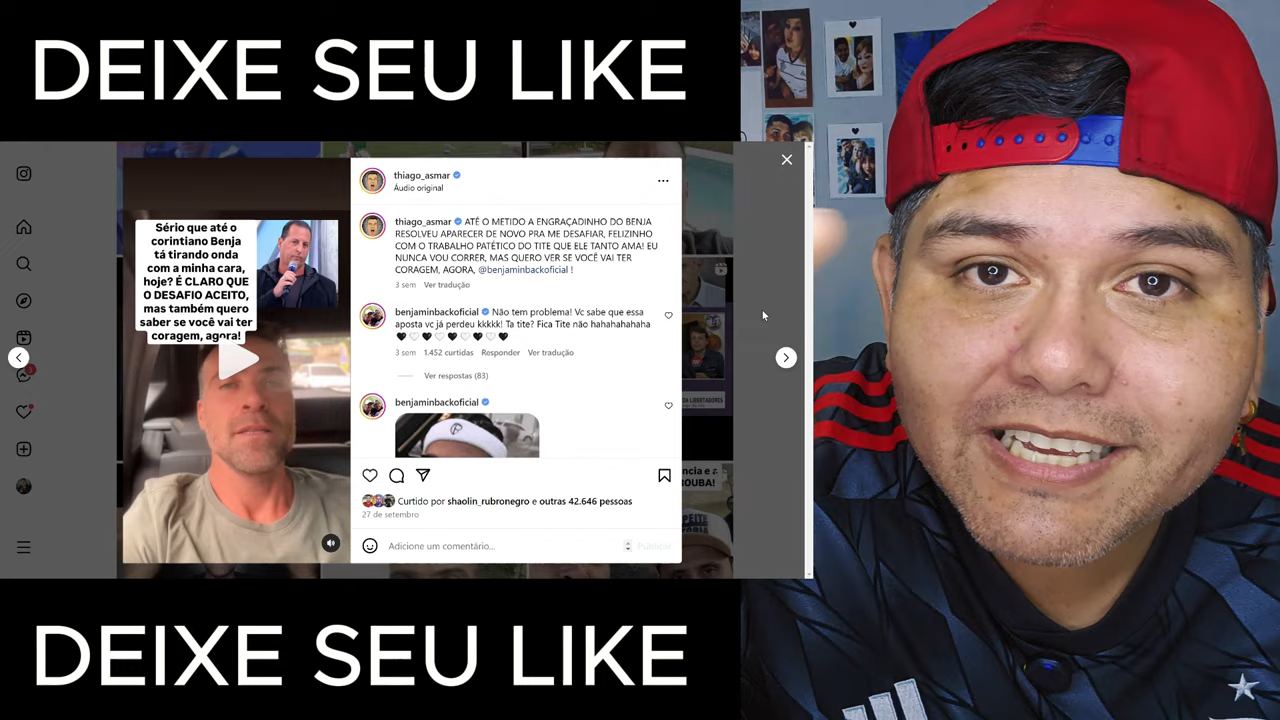 DEIXE SEU LIKE
thiago_asmar
Áudio original
Sério que até o
corintiano Benja
tá tirando onda
com a minha cara,
hoje? É CLARO QUE
O DESAFIO ACEITO,
mas também quero
saber se você vai ter
coragem, agora!
thiago_asmar ATÉ O METIDO A ENGRAÇADINHO DO BENJA
RESOLVEU APARECER DE NOVO PRA ME DESAFIAR, FELIZINHO
COM O TRABALHO PATÉTICO DO TITE QUE ELE TANTO AMA! EU
NUNCA VOU CORRER, MAS QUERO VER SE VOCÊ VAI TER
CORAGEM, AGORA, @benjaminbackoficial !
3 sem Ver tradução
benjaminbackoficial Não tem problema! Vc sabe que essa
aposta vc já perdeu kkkkk! Ta tite? Fica Tite não hahahahahaha
🖤🤍🖤🤍🖤🤍🖤
3 sem 1.452 curtidas Responder Ver tradução
Ver respostas (83)
benjaminbackoficial
Curtido por shaolin_rubronegro e outras 42.646 pessoas
27 de setembro
Adicione um comentário... Publicar
DA LIBERTADORES
ncia e a
ROUBA!
DEIXE SEU LIKE